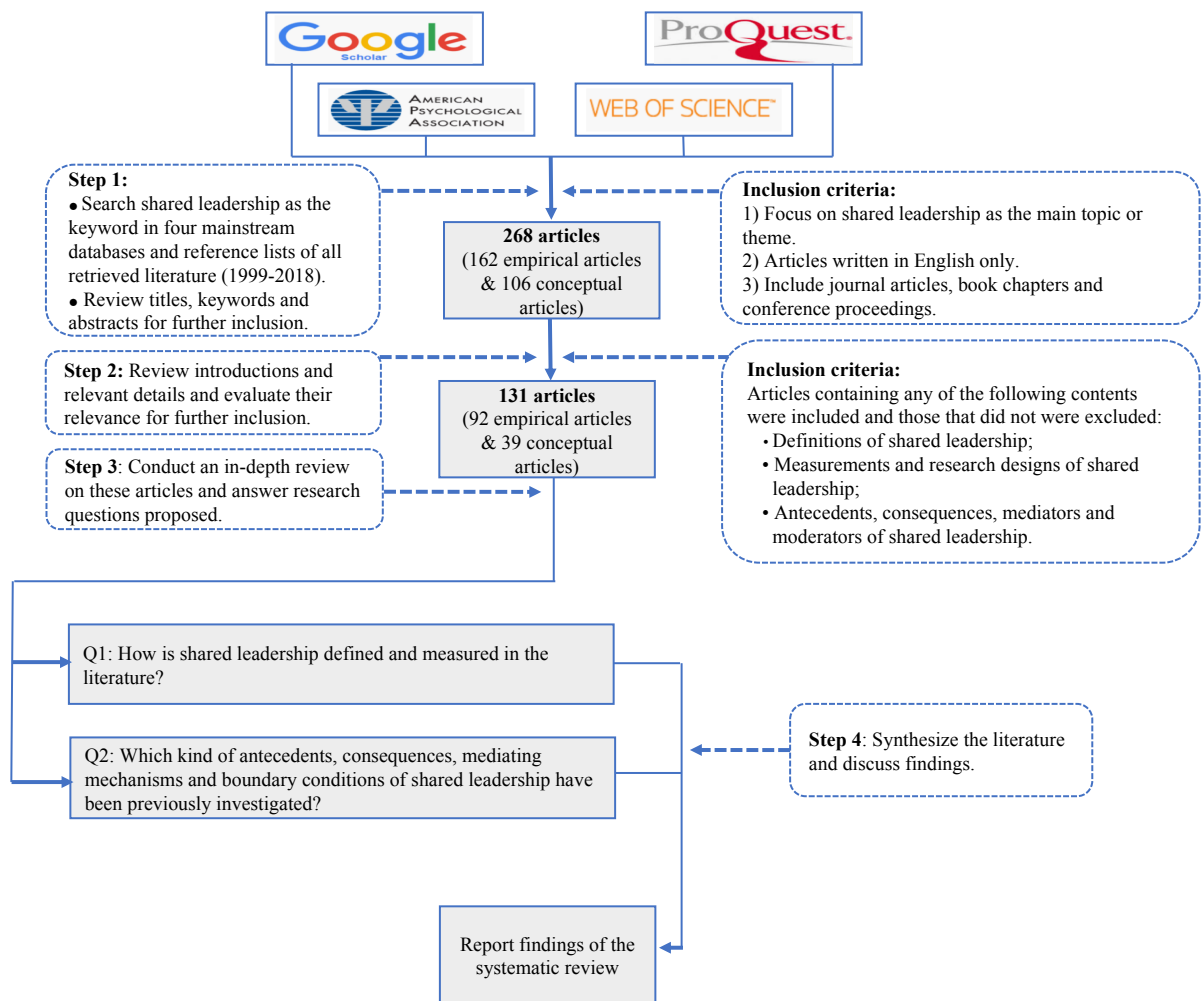 Google
Scholar
ProQuest®
AMERICAN
PSYCHOLOGICAL
ASSOCIATION
WEB OF SCIENCE™
Step 1:
● Search shared leadership as the
keyword in four mainstream
databases and reference lists of all
retrieved literature (1999-2018).
● Review titles, keywords and
abstracts for further inclusion.
268 articles
(162 empirical articles
& 106 conceptual
articles)
Inclusion criteria:
1) Focus on shared leadership as the main topic or
theme.
2) Articles written in English only.
3) Include journal articles, book chapters and
conference proceedings.
Step 2: Review introductions and
relevant details and evaluate their
relevance for further inclusion.
131 articles
(92 empirical articles
& 39 conceptual
articles)
Inclusion criteria:
Articles containing any of the following contents
were included and those that did not were excluded:
• Definitions of shared leadership;
• Measurements and research designs of shared
leadership;
• Antecedents, consequences, mediators and
moderators of shared leadership.
Step 3: Conduct an in-depth review
on these articles and answer research
questions proposed.
Q1: How is shared leadership defined and measured in the
literature?
Q2: Which kind of antecedents, consequences, mediating
mechanisms and boundary conditions of shared leadership have
been previously investigated?
Step 4: Synthesize the literature
and discuss findings.
Report findings of the
systematic review